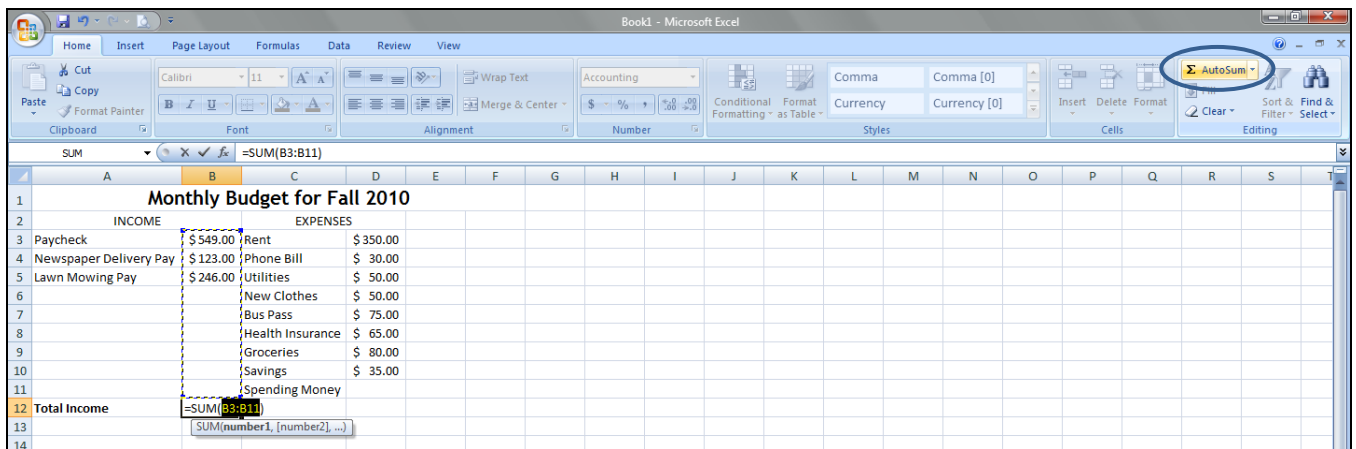 Book1 - Microsoft Excel
Home Insert Page Layout Formulas Data Review View
Cut
Copy
Format Painter
Paste
Clipboard
Calibri 11
B I U
Font
Wrap Text
Merge & Center
Alignment
Accounting
$ % ,
Number
Conditional Formatting
Format as Table
Comma Comma [0]
Currency Currency [0]
Styles
Insert Delete Format
Cells
Σ AutoSum
Clear
Sort & Filter
Find & Select
Editing
SUM fx =SUM(B3:B11)
A B C D E F G H I J K L M N O P Q R S T
1 Monthly Budget for Fall 2010
2 INCOME EXPENSES
3 Paycheck $ 549.00 Rent $ 350.00
4 Newspaper Delivery Pay $ 123.00 Phone Bill $ 30.00
5 Lawn Mowing Pay $ 246.00 Utilities $ 50.00
6 New Clothes $ 50.00
7 Bus Pass $ 75.00
8 Health Insurance $ 65.00
9 Groceries $ 80.00
10 Savings $ 35.00
11 Spending Money
12 Total Income =SUM(B3:B11)
13 SUM(number1, [number2], ...)
14